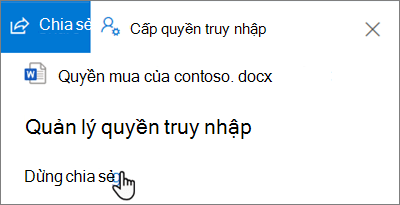 Chia sẻ
Cấp quyền truy nhập
Quyền mua của contoso. docx
Quản lý quyền truy nhập
Dừng chia sẻ